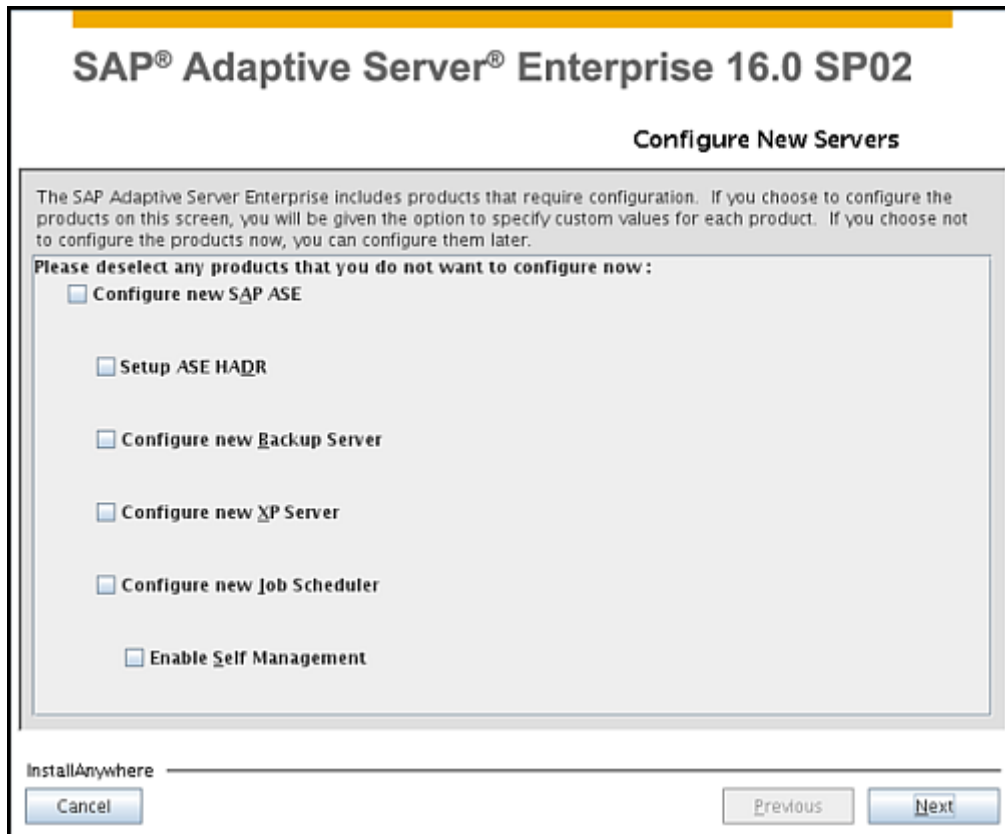 SAP® Adaptive Server® Enterprise 16.0 SP02
Configure New Servers
The SAP Adaptive Server Enterprise includes products that require configuration. If you choose to configure the
products on this screen, you will be given the option to specify custom values for each product. If you choose not
to configure the products now, you can configure them later.
Please deselect any products that you do not want to configure now :
Configure new SAP ASE
Setup ASE HADR
Configure new Backup Server
Configure new XP Server
Configure new Job Scheduler
Enable Self Management
InstallAnywhere
Cancel
Previous
Next